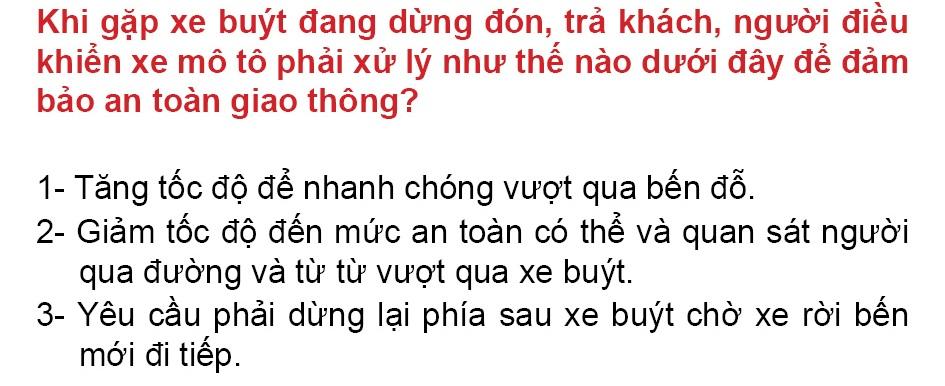 Khi gặp xe buýt đang dừng đón, trả khách, người điều
khiển xe mô tô phải xử lý như thế nào dưới đây để đảm
bảo an toàn giao thông?
1- Tăng tốc độ để nhanh chóng vượt qua bến đỗ.
2- Giảm tốc độ đến mức an toàn có thể và quan sát người
qua đường và từ từ vượt qua xe buýt.
3- Yêu cầu phải dừng lại phía sau xe buýt chờ xe rời bến
mới đi tiếp.